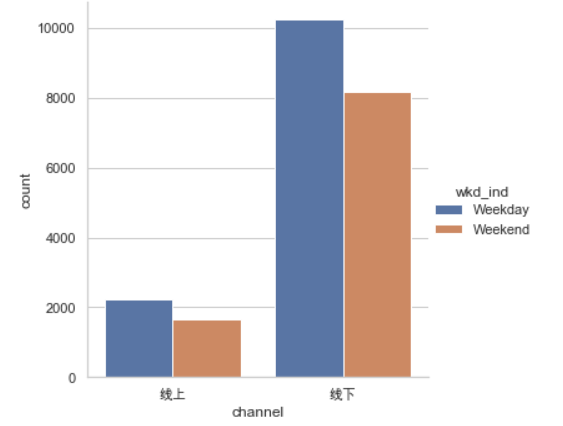 10000
8000
6000
4000
2000
0
count
线上
线下
channel
wkd_ind
Weekday
Weekend